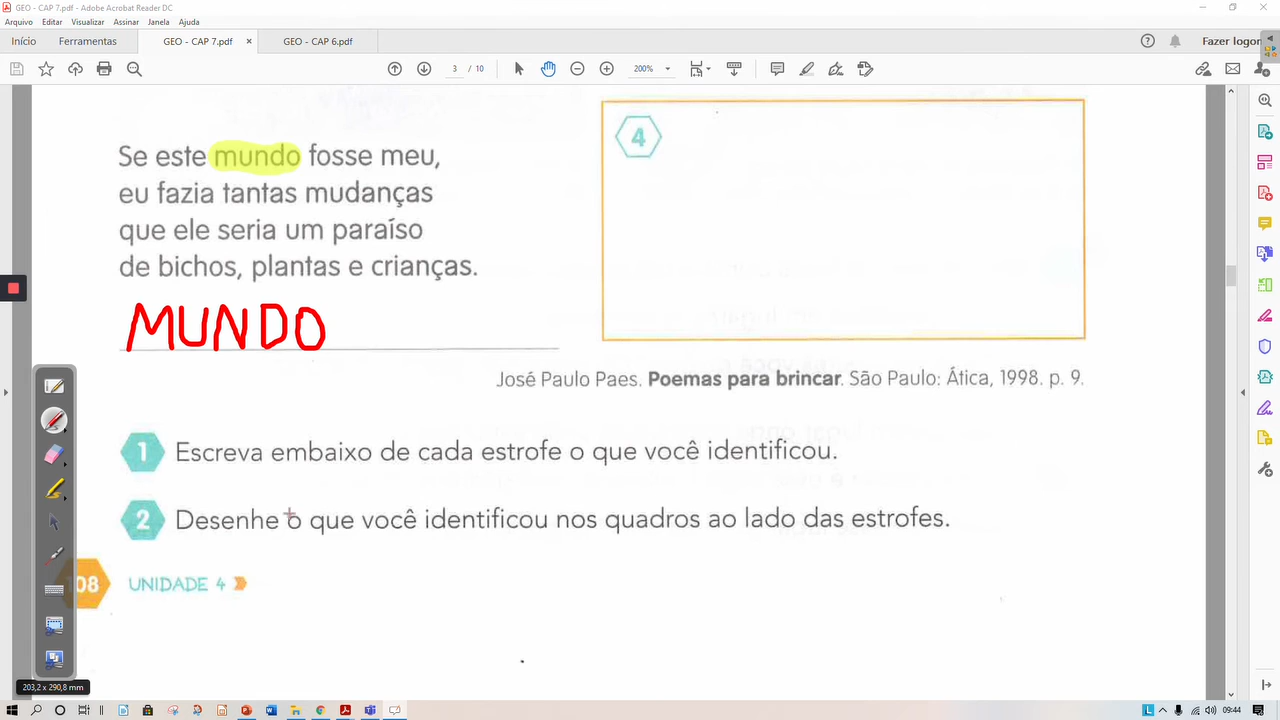 GEO - CAP 7.pdf - Adobe Acrobat Reader DC
Arquivo Editar Visualizar Assinar Janela Ajuda
Início Ferramentas GEO - CAP 7.pdf × GEO - CAP 6.pdf Fazer logon
3 / 10 200%
4
Se este mundo fosse meu,
eu fazia tantas mudanças
que ele seria um paraíso
de bichos, plantas e crianças.
MUNDO
José Paulo Paes. Poemas para brincar. São Paulo: Ática, 1998. p. 9.
1 Escreva embaixo de cada estrofe o que você identificou.
2 Desenhe o que você identificou nos quadros ao lado das estrofes.
08 UNIDADE 4
203,2 x 290,8 mm
09:44